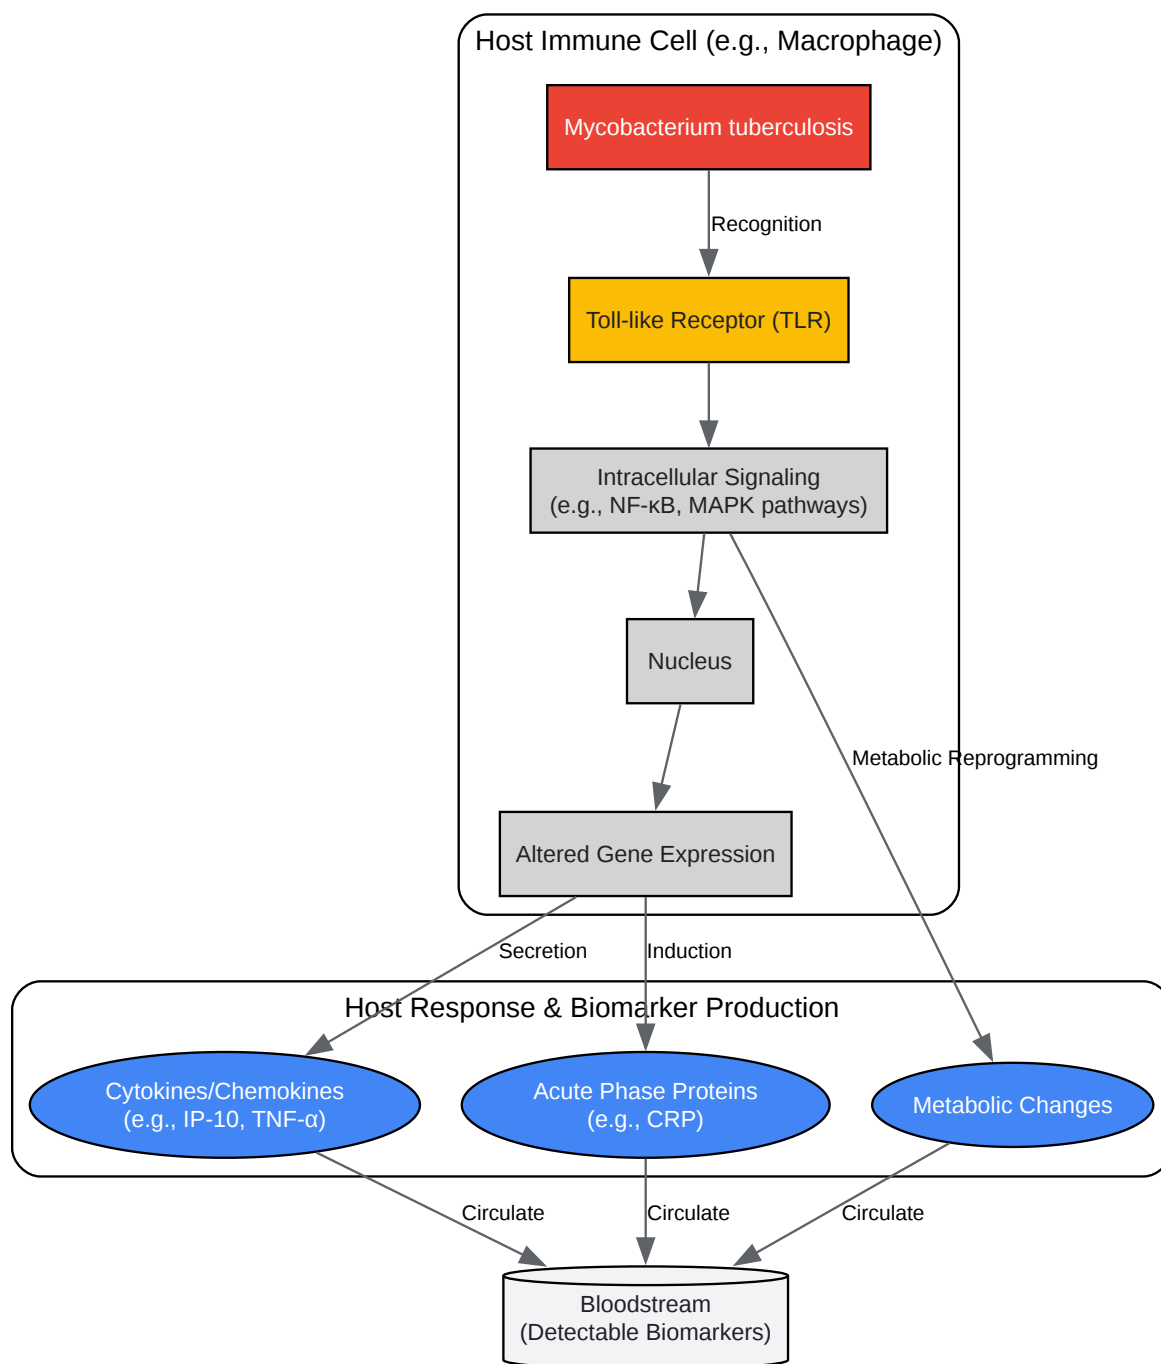 Host Immune Cell (e.g., Macrophage)
Mycobacterium tuberculosis
Recognition
Toll-like Receptor (TLR)
Intracellular Signaling
(e.g., NF-κB, MAPK pathways)
Nucleus
Metabolic Reprogramming
Altered Gene Expression
Secretion
Induction
Host Response & Biomarker Production
Cytokines/Chemokines
(e.g., IP-10, TNF-α)
Acute Phase Proteins
(e.g., CRP)
Metabolic Changes
Circulate
Circulate
Circulate
Bloodstream
(Detectable Biomarkers)